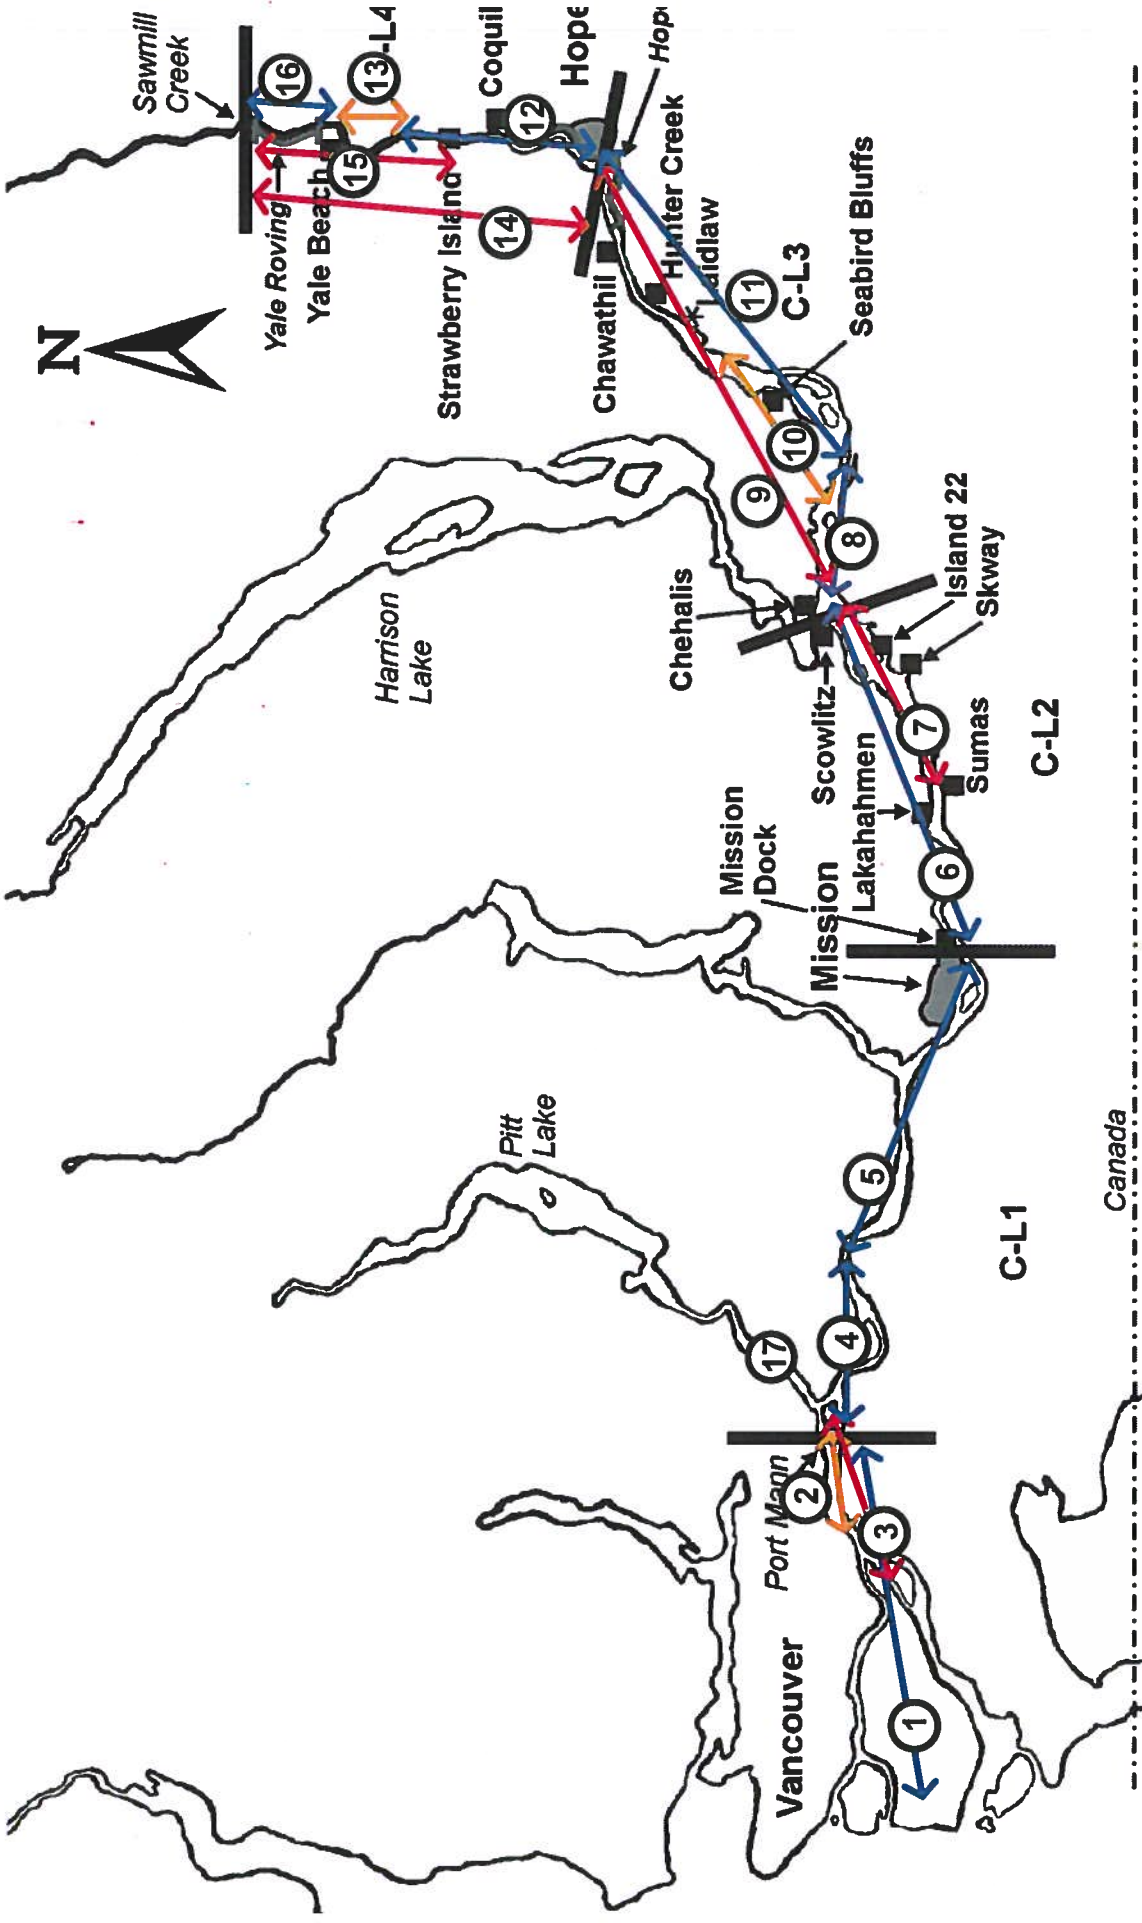 Sawmill
Creek
16
13
-L4
Coquil
Hope
Hope
12
15
14
Yale Roving
Yale Beach
Strawberry Island
N
Chawathil
Hunter Creek
Laidlaw
11
C-L3
Seabird Bluffs
10
9
8
Harrison
Lake
Chehalis
Island 22
Skway
Scowlitz
7
Sumas
C-L2
Lakahahmen
Mission
Dock
6
Mission
Pitt
Lake
5
C-L1
Canada
4
17
2
Port Mann
3
Vancouver
1